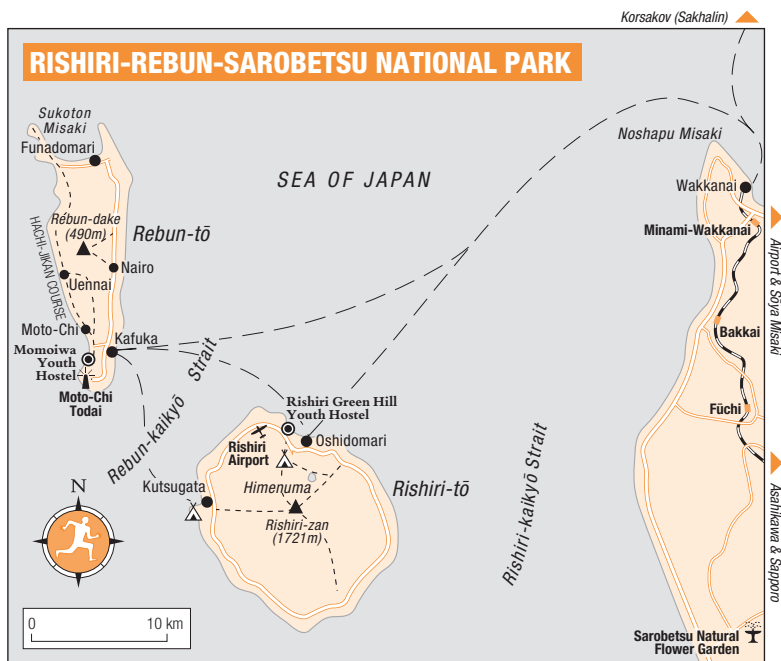 Korsakov (Sakhalin)
RISHIRI-REBUN-SAROBETSU NATIONAL PARK
Sukoton
Misaki
Funadomari
Noshapu Misaki
SEA OF JAPAN
Wakkanai
Rebun-dake
(490m)
Rebun-tō
Minami-Wakkanai
Airport & Sōya Misaki
HACHI-JIKAN COURSE
Nairo
Uennai
Moto-Chi
Kafuka
Bakkai
Momoiwa
Youth
Hostel
Moto-Chi
Todai
Rebun-kaikyō Strait
Rishiri Green Hill
Youth Hostel
Fūchi
Oshidomari
Rishiri
Airport
Kutsugata
Himenuma
Rishiri-tō
Rishiri-zan
(1721m)
Rishiri-kaikyō Strait
Asahikawa & Sapporo
N
0 10 km
Sarobetsu Natural
Flower Garden